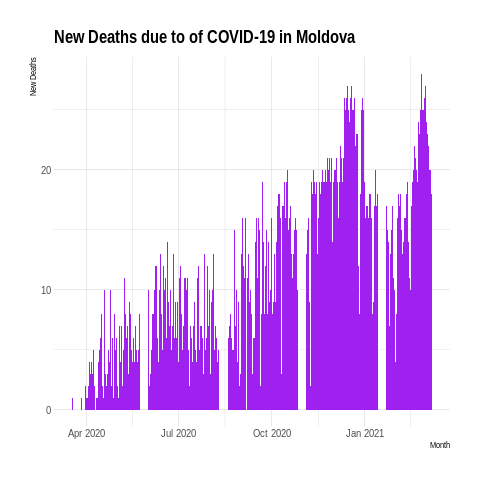 New Deaths due to of COVID-19 in Moldova
New Deaths
20
10
0
Apr 2020 Jul 2020 Oct 2020 Jan 2021
Month